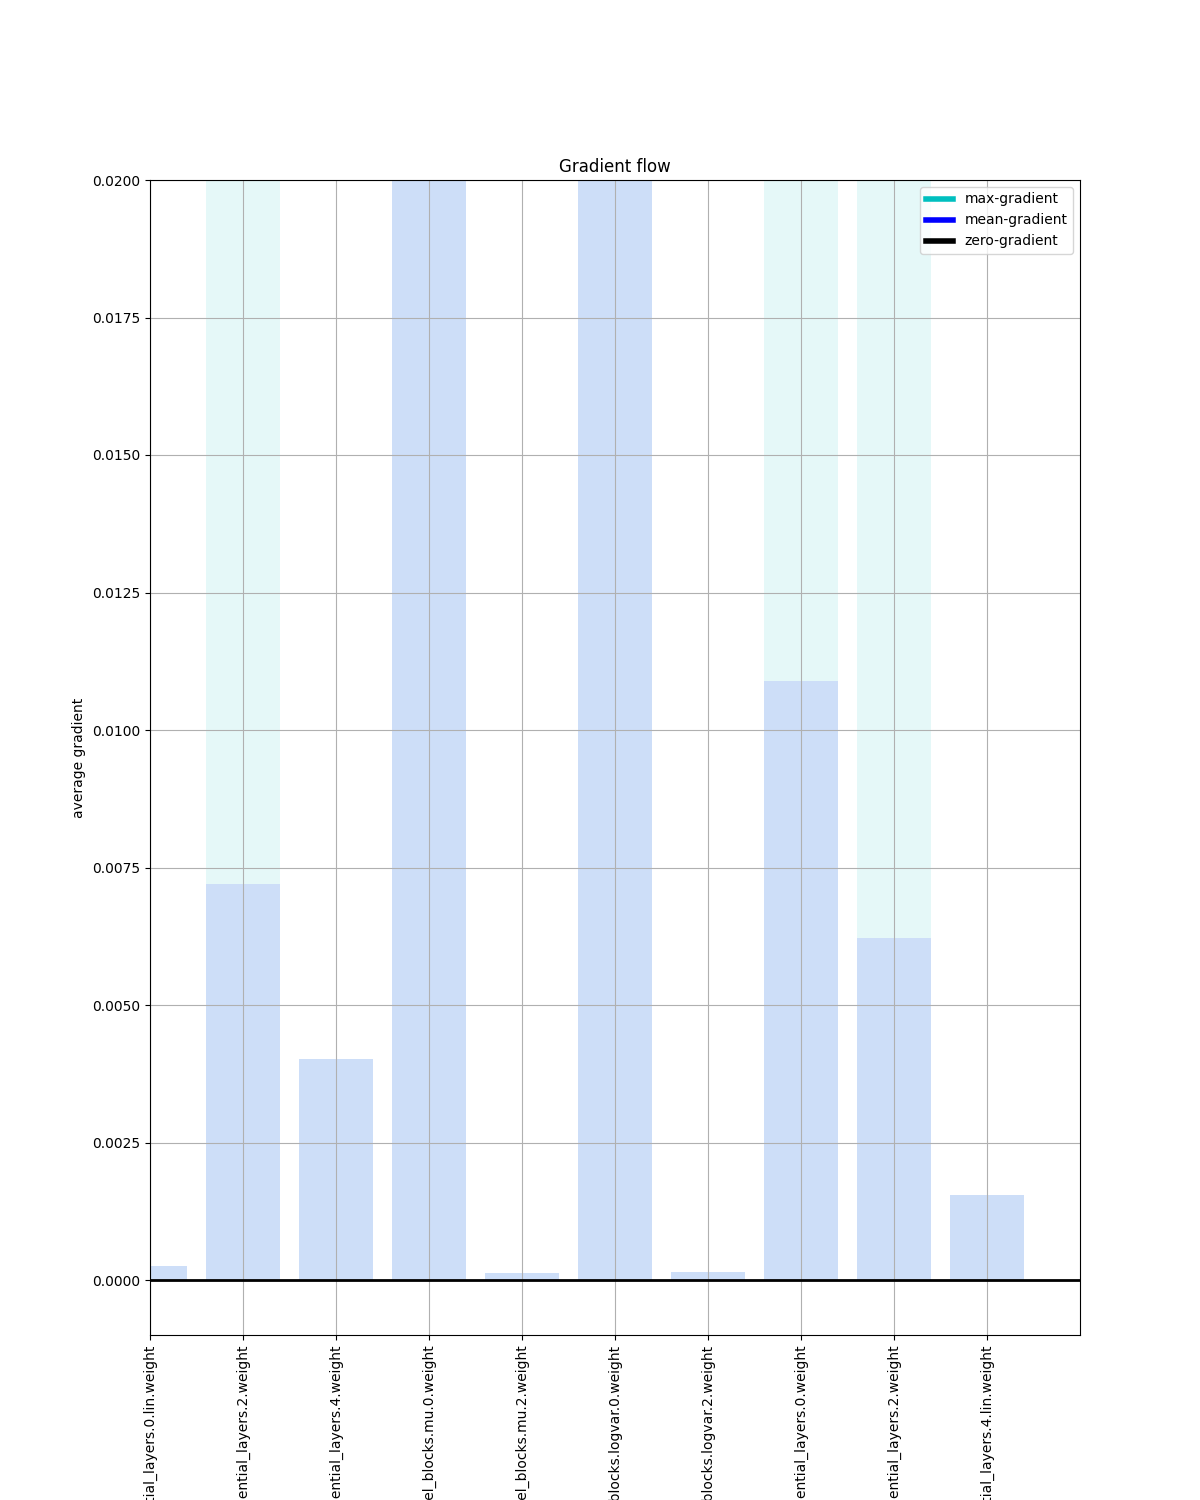 Gradient flow
max-gradient
mean-gradient
zero-gradient
0.0200
0.0175
0.0150
0.0125
0.0100
0.0075
0.0050
0.0025
0.0000
average gradient
tial_layers.0.lin.weight
ential_layers.2.weight
ential_layers.4.weight
el_blocks.mu.0.weight
el_blocks.mu.2.weight
blocks.logvar.0.weight
blocks.logvar.2.weight
ential_layers.0.weight
ential_layers.2.weight
tial_layers.4.lin.weight